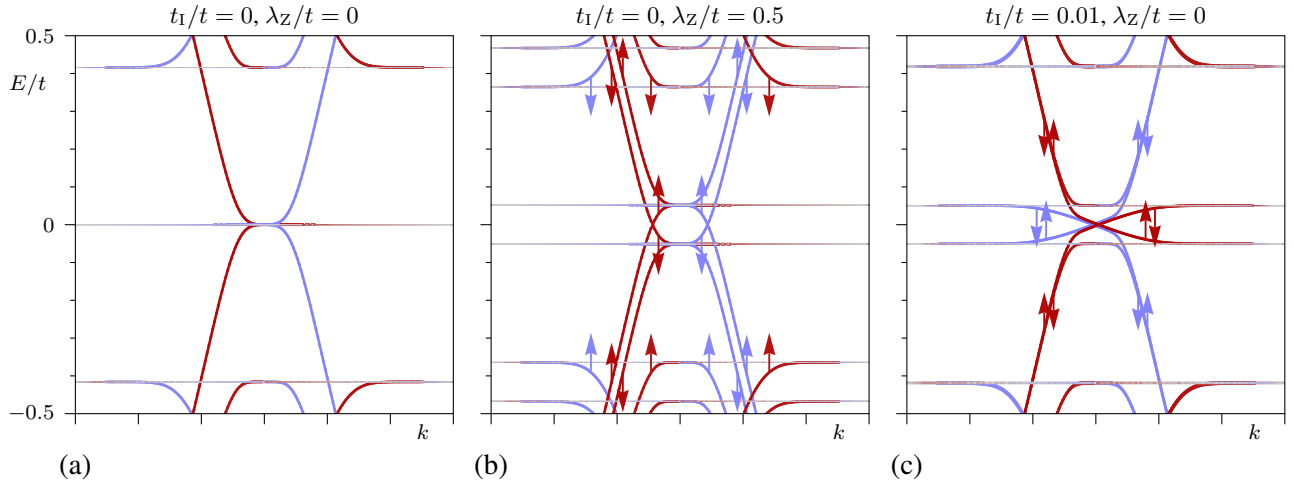 t_I/t = 0, λ_Z/t = 0
t_I/t = 0, λ_Z/t = 0.5
t_I/t = 0.01, λ_Z/t = 0
0.5
E/t
0
−0.5
k
k
k
(a)
(b)
(c)